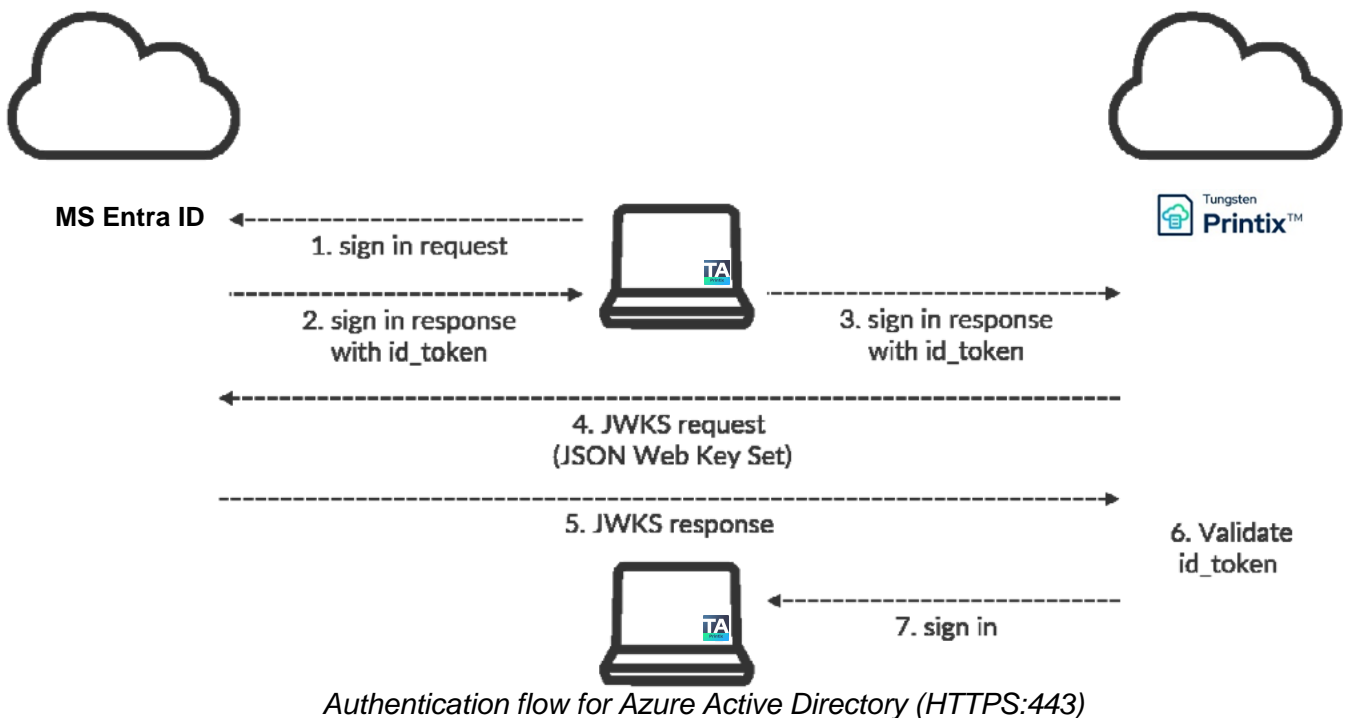 MS Entra ID
Tungsten
Printix™
1. sign in request
TA
Printix
2. sign in response
with id_token
3. sign in response
with id_token
4. JWKS request
(JSON Web Key Set)
5. JWKS response
6. Validate
id_token
TA
Printix
7. sign in
Authentication flow for Azure Active Directory (HTTPS:443)